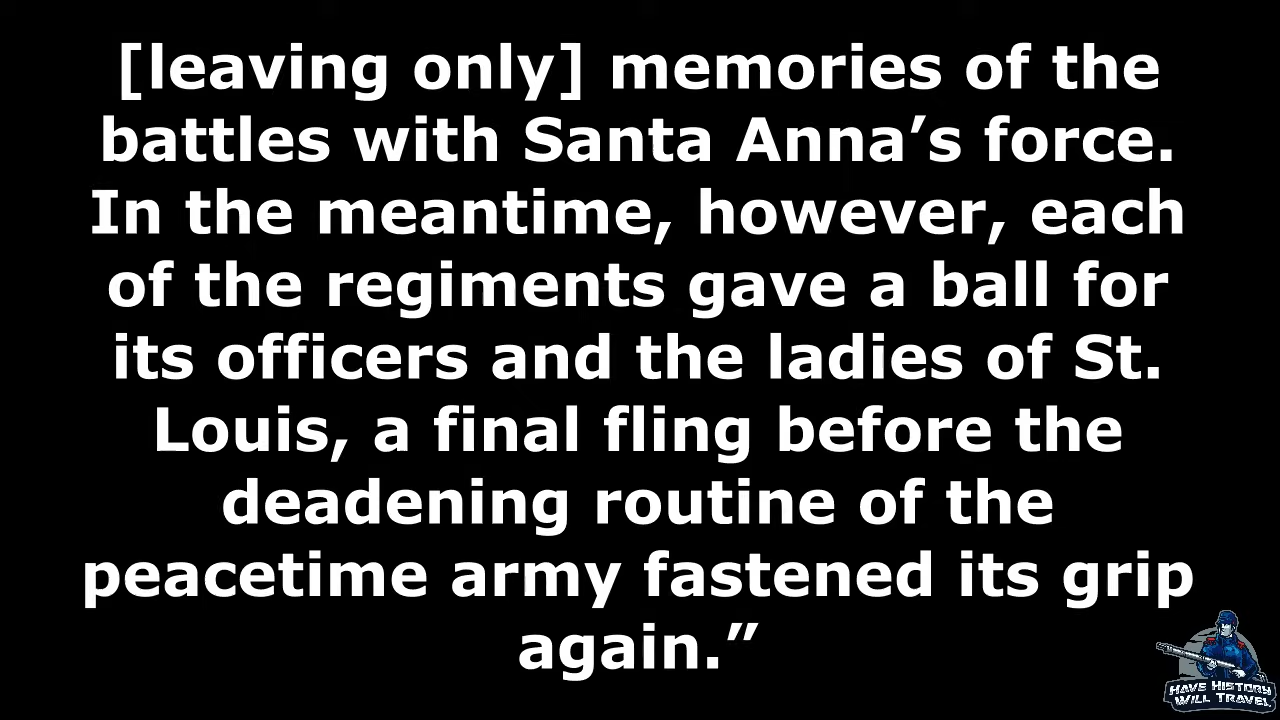 [leaving only] memories of the
battles with Santa Anna’s force.
In the meantime, however, each
of the regiments gave a ball for
its officers and the ladies of St.
Louis, a final fling before the
deadening routine of the
peacetime army fastened its grip
again.”
HAVE HISTORY
WILL TRAVEL